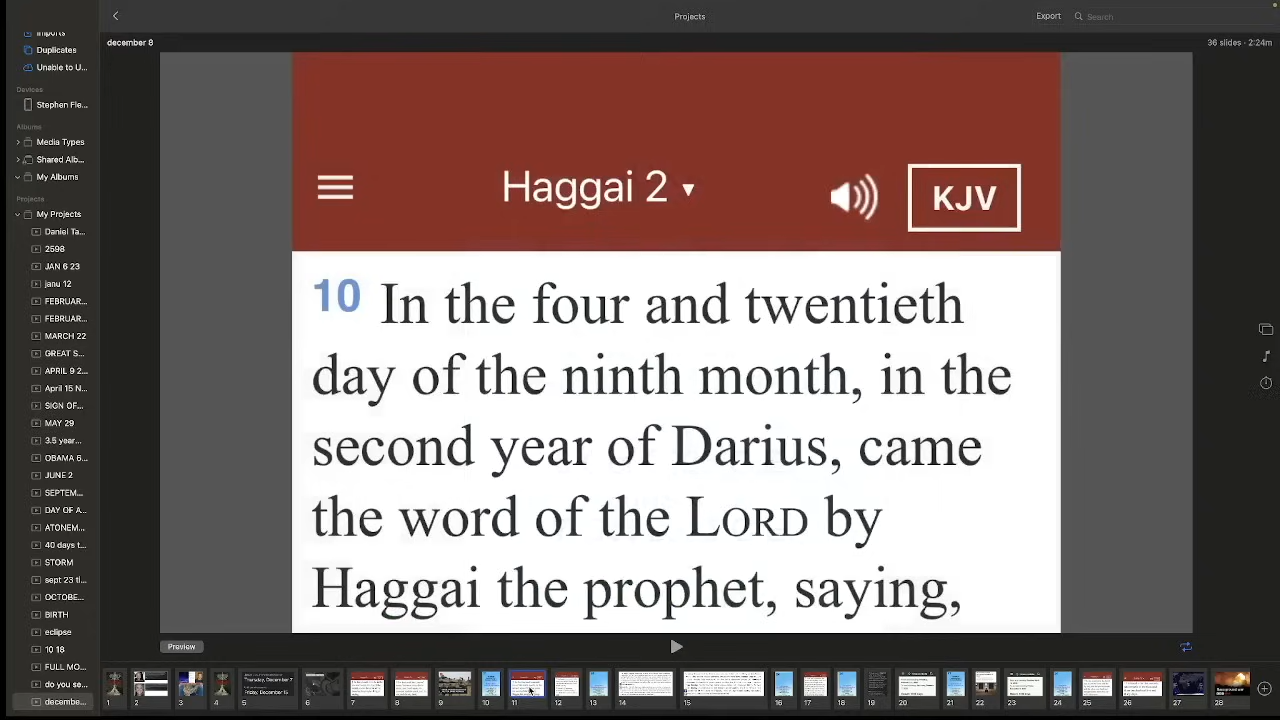 Projects
Export
Search
december 8
36 slides · 2:24m
Imports
Duplicates
Unable to U...
Devices
Stephen Fle...
Albums
Media Types
Shared Alb...
My Albums
Projects
My Projects
Daniel Ta...
2598
JAN 6 23
janu 12
FEBRUAR...
FEBRUAR...
MARCH 22
GREAT S...
APRIL 9 2...
April 15 N...
SIGN OF...
MAY 29
3.5 year...
OBAMA 6...
JUNE 2
SEPTEM...
DAY OF A...
ATONEM...
40 days t...
STORM
sept 23 ti...
OCTOBE...
BIRTH
eclipse
10 18
FULL MO...
do you se...
decembe...
Haggai 2 ▾
KJV
10 In the four and twentieth
day of the ninth month, in the
second year of Darius, came
the word of the LORD by
Haggai the prophet, saying,
Preview
Thursday, December 7
Friday, December 15
1 2 3 4 5 6 7 8 9 10 11 12 13 14 15 16 17 18 19 20 21 22 23 24 25 26 27 28